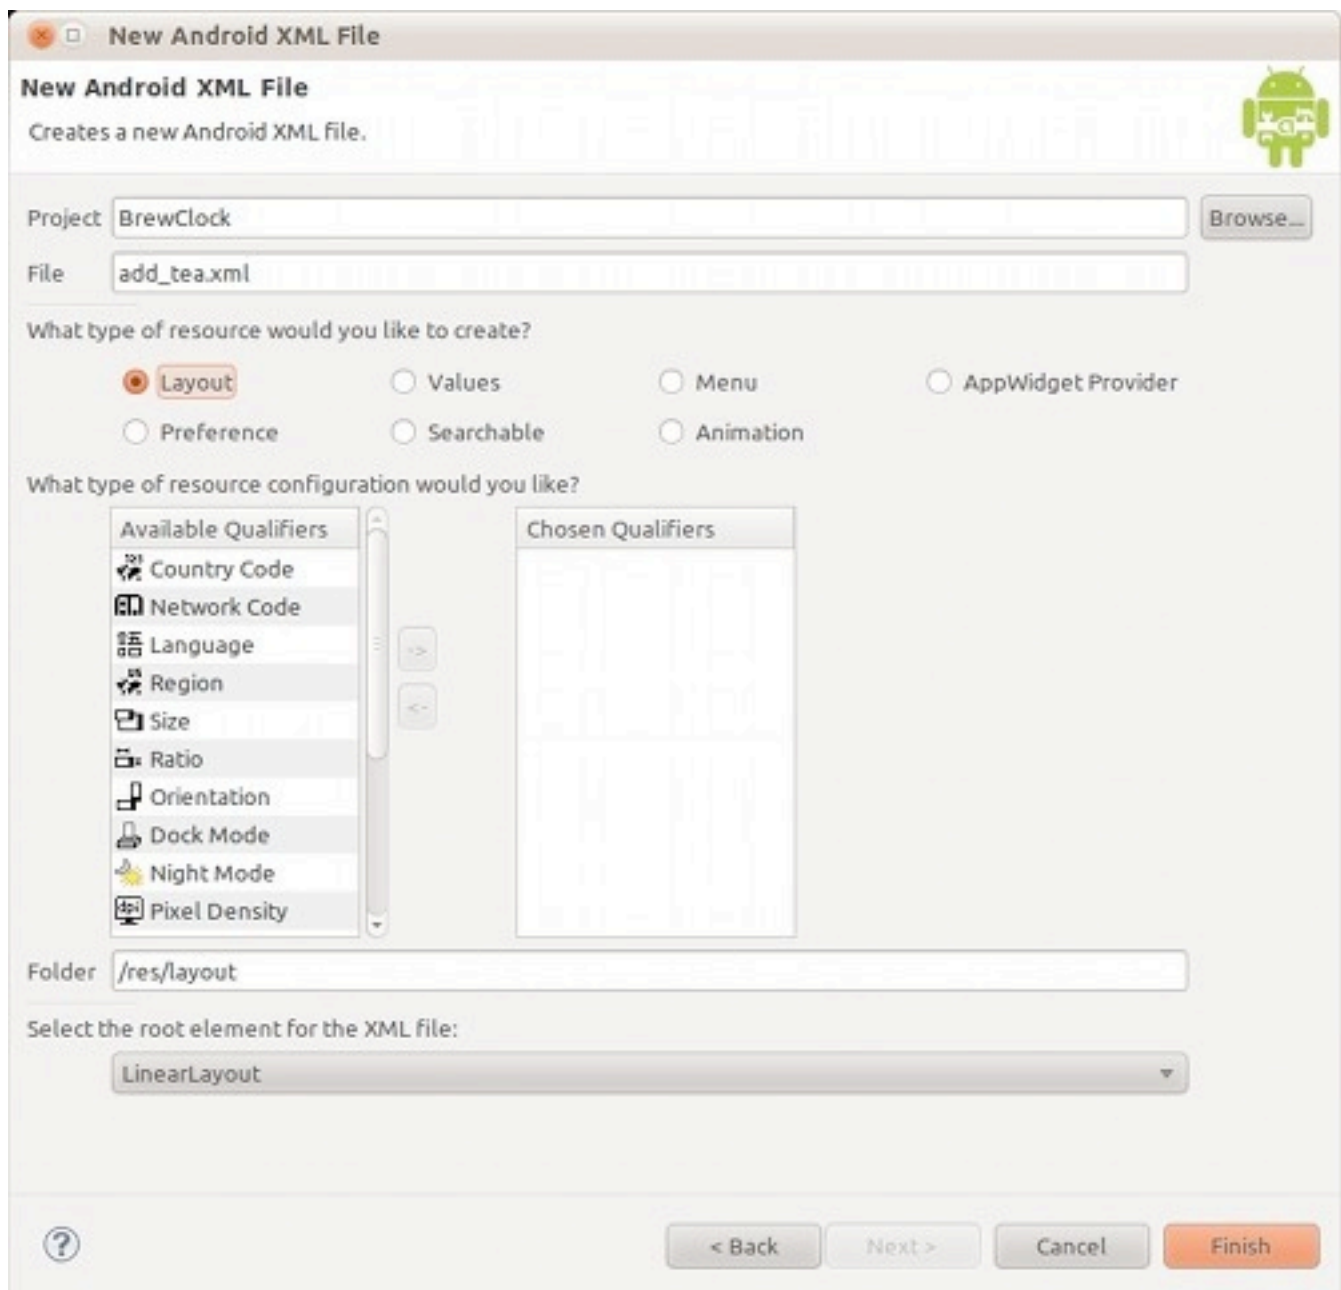 New Android XML File
New Android XML File
Creates a new Android XML file.
Project BrewClock Browse...
File add_tea.xml
What type of resource would you like to create?
Layout Values Menu AppWidget Provider
Preference Searchable Animation
What type of resource configuration would you like?
Available Qualifiers Chosen Qualifiers
Country Code
Network Code
Language
->
Region
<-
Size
Ratio
Orientation
Dock Mode
Night Mode
dpi Pixel Density
Folder /res/layout
Select the root element for the XML file:
LinearLayout
? < Back Next > Cancel Finish